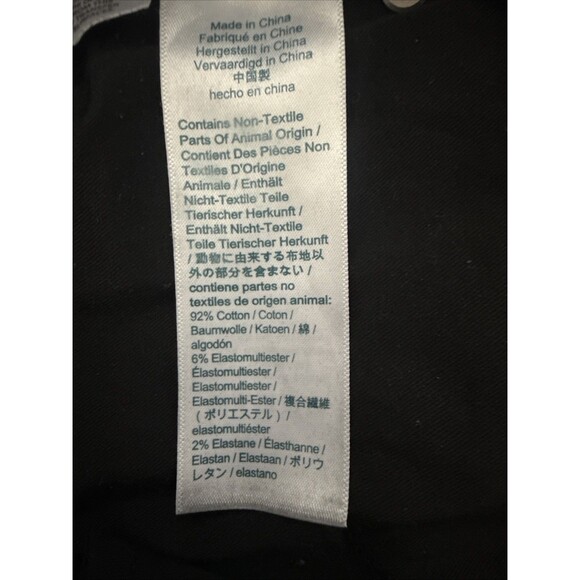 Made in China
Fabriqué en Chine
Hergestellt in China
Vervaardigd in China
中国製
hecho en china
Contains Non-Textile
Parts Of Animal Origin /
Contient Des Pièces Non
Textiles D'Origine
Animale / Enthält
Nicht-Textile Teile
Tierischer Herkunft /
Enthält Nicht-Textile
Teile Tierischer Herkunft
/ 動物に由来する布地以
外の部分を含まない /
contiene partes no
textiles de origen animal:
92% Cotton / Coton /
Baumwolle / Katoen / 綿 /
algodón
6% Elastomultiester /
Élastomultiester /
Elastomultiester /
Elastomulti-Ester / 複合繊維
(ポリエステル) /
elastomultiéster
2% Elastane / Élasthanne /
Elastan / Elastaan / ポリウ
レタン / elastano